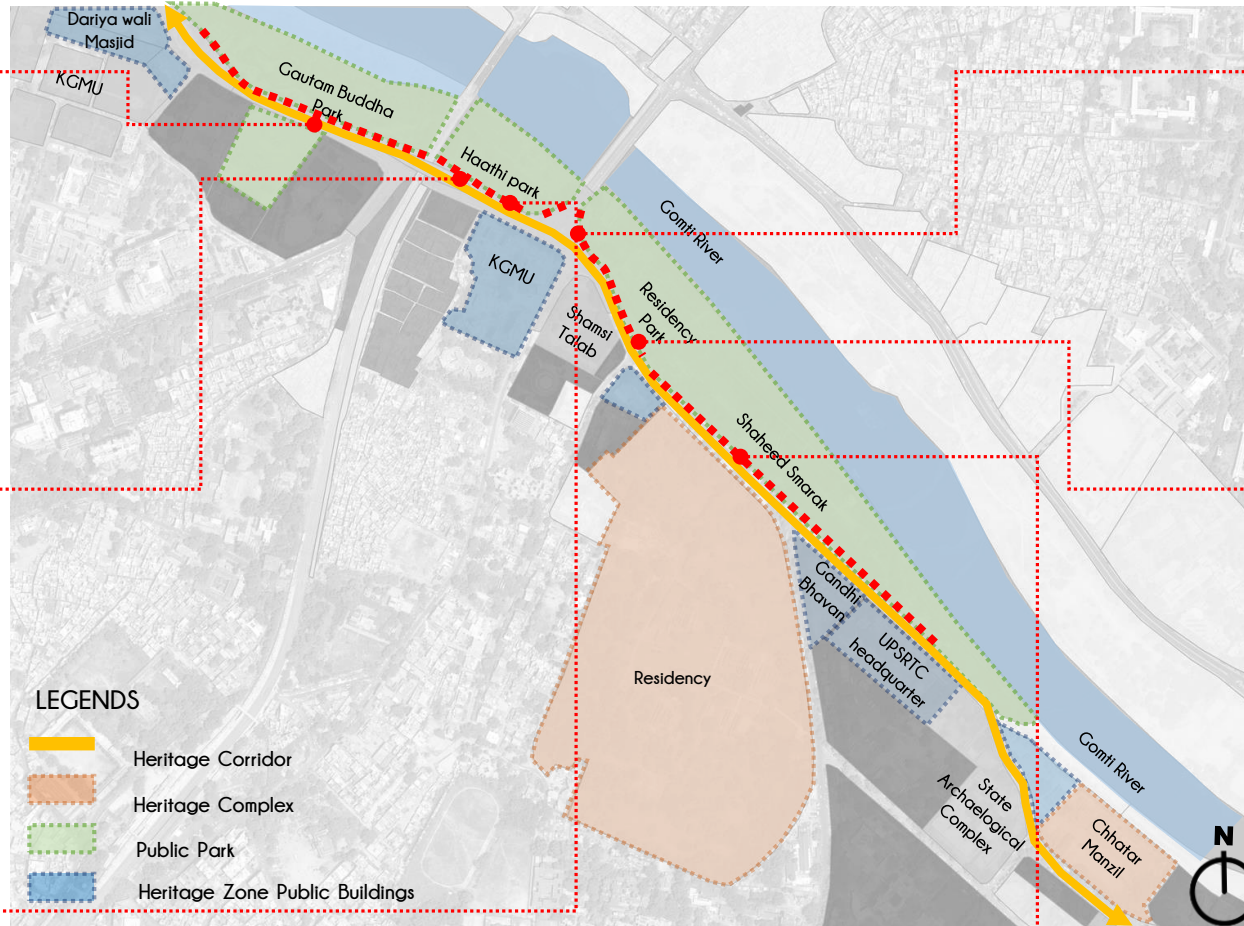 Dariya wali
Masjid
KGMU
Gautam Buddha
Park
Haathi park
KGMU
Shamsi
Talab
Gomti River
Residency
Park
Shaheed Smarak
Gandhi
Bhavan
UPSRTC
headquarter
Residency
State
Archaelogical
Complex
Gomti River
Chhatar
Manzil
N
LEGENDS
Heritage Corridor
Heritage Complex
Public Park
Heritage Zone Public Buildings